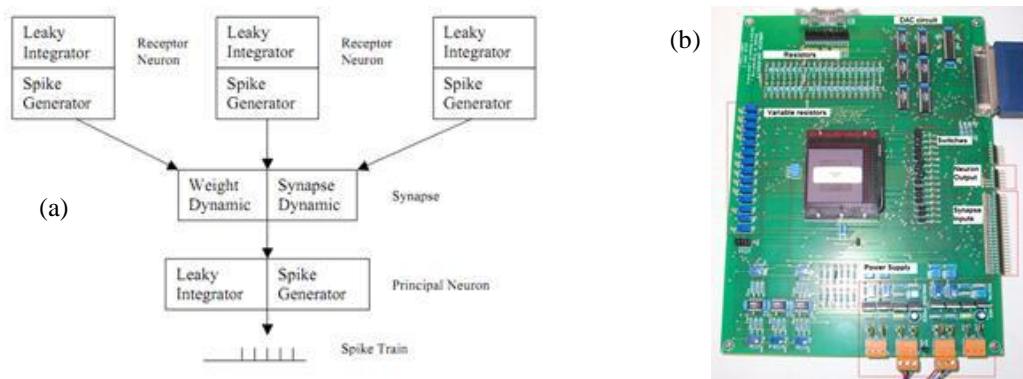 (a)
Leaky
Integrator
Spike
Generator
Receptor
Neuron
Leaky
Integrator
Spike
Generator
Receptor
Neuron
Leaky
Integrator
Spike
Generator
Weight
Dynamic
Synapse
Dynamic
Synapse
Leaky
Integrator
Spike
Generator
Principal Neuron
Spike Train
(b)
DAC circuit
Resistors
Variable resistors
Switches
Neuron
Output
Synapse
Inputs
Power Supply